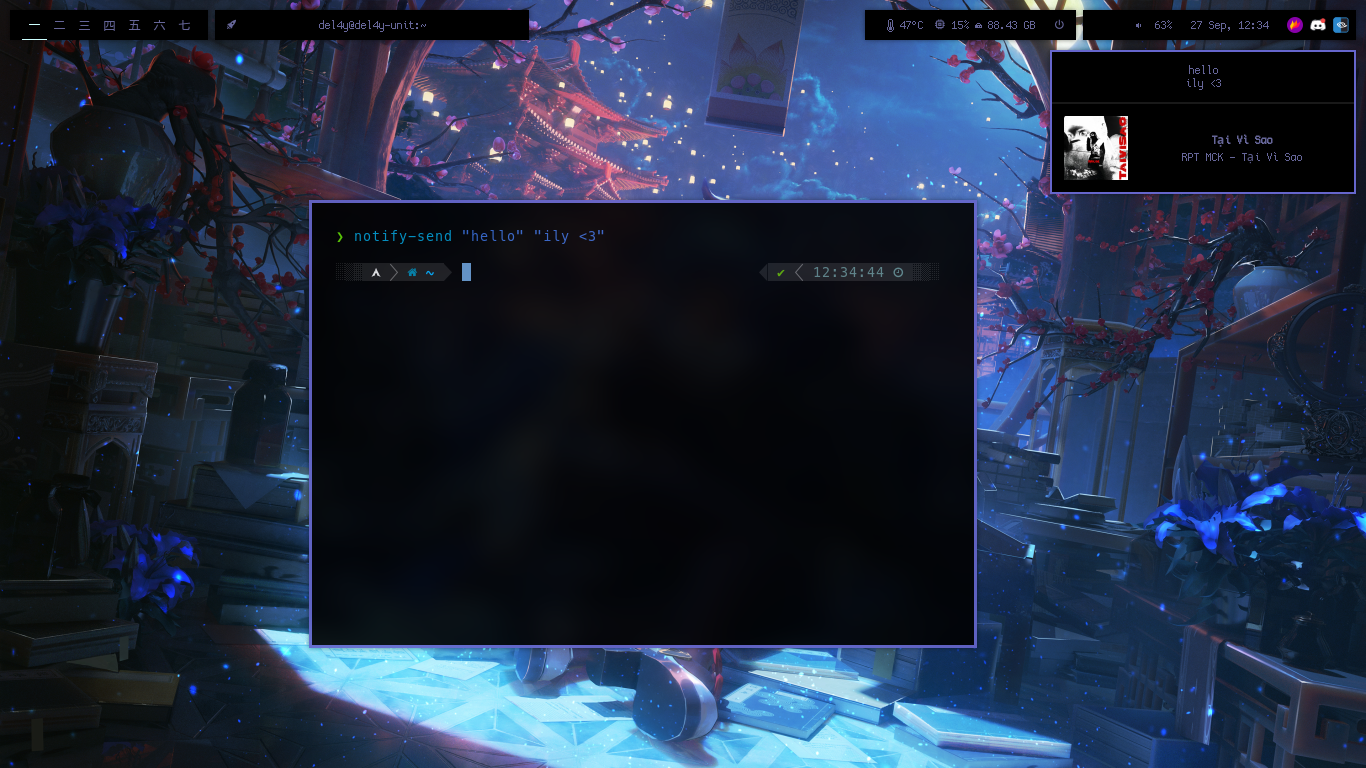 一 二 三 四 五 六 七
del4y@del4y-unit:~
47°C 15% 88.43 GB
63% 27 Sep, 12:34
hello
ily <3
TAIVISAO
Tại Vì Sao
RPT MCK - Tại Vì Sao
❯ notify-send "hello" "ily <3"
~ ✔ 12:34:44